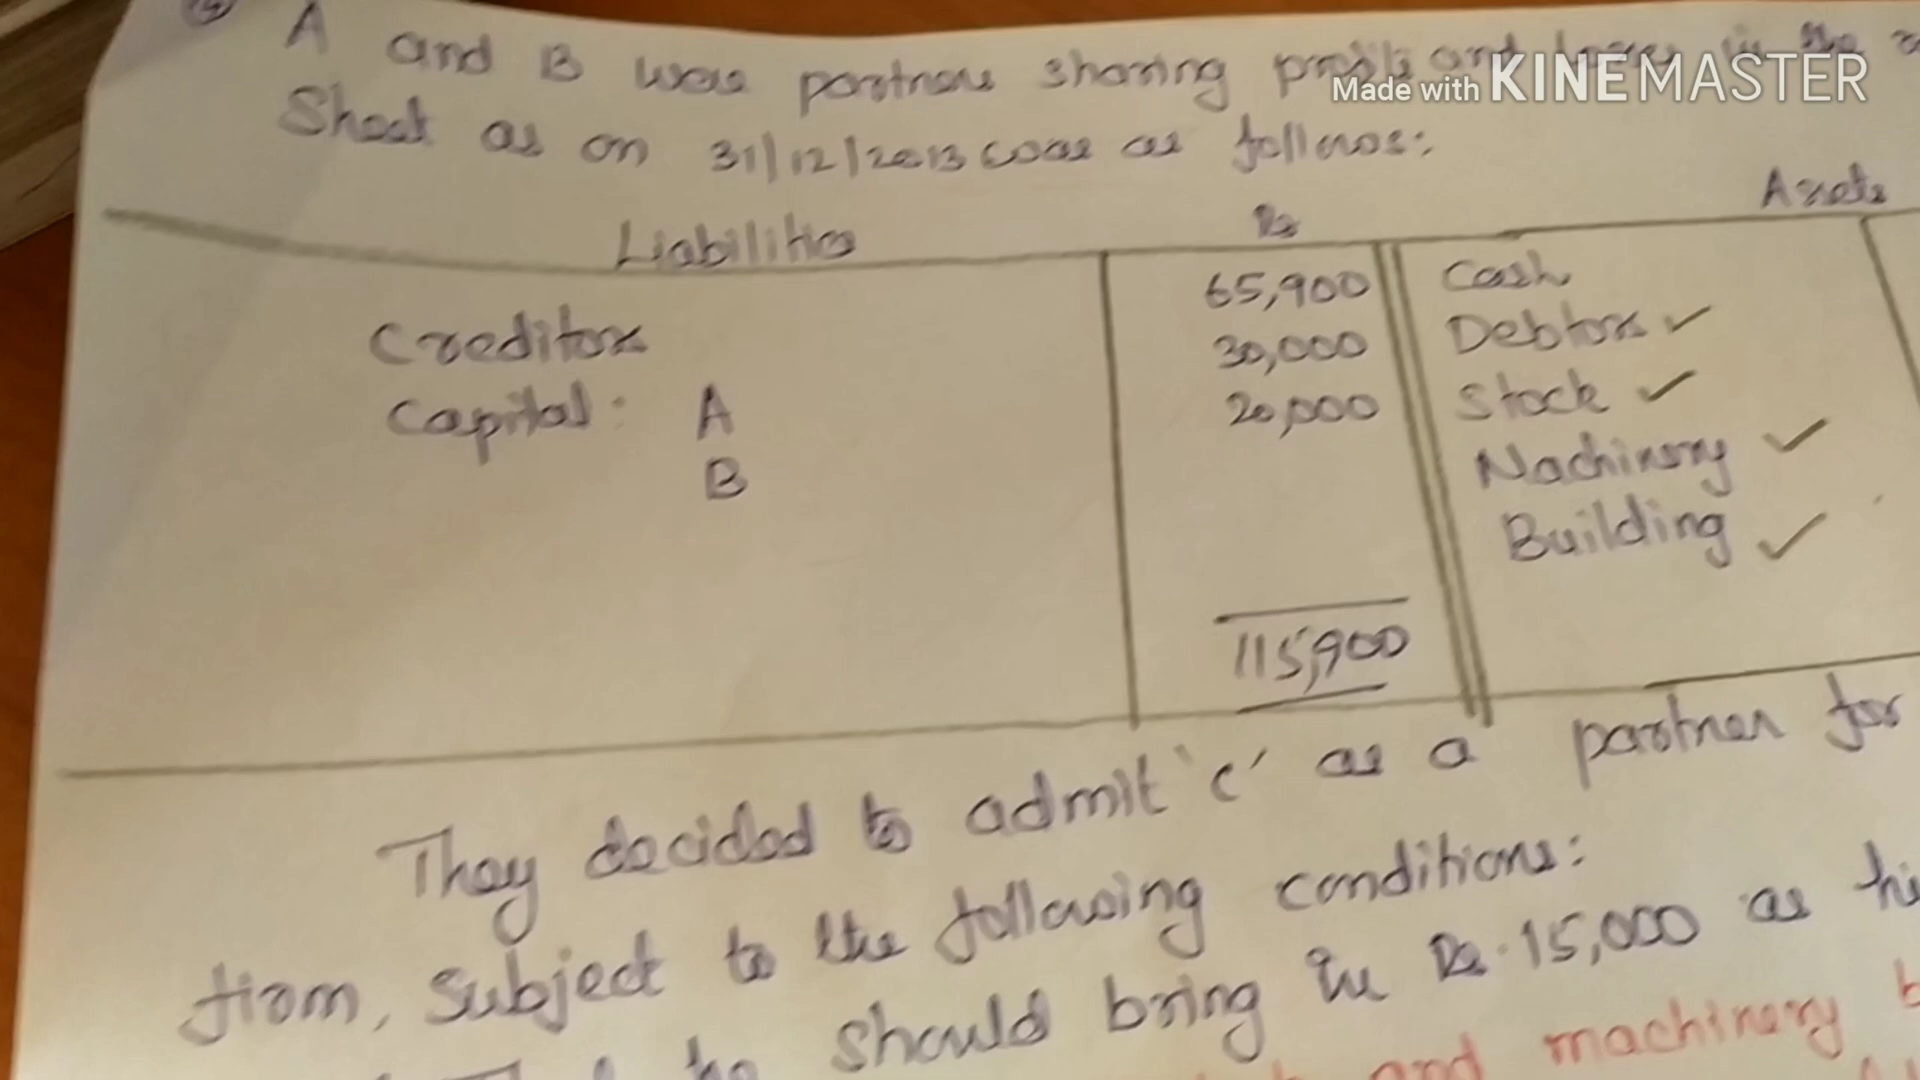 A and B were partners sharing profits and losses in the
Made with KINEMASTER
Sheet as on 31/12/2013 was as follows:
Liabilities Rs Assets
Creditors 65,900 Cash
Capital: A 30,000 Debtors ✓
B 20,000 Stock ✓
Machinery ✓
Building ✓
115,900
They decided to admit 'C' as a partner for
firm, subject to the following conditions:
should bring in Rs. 15,000 as
and machinery